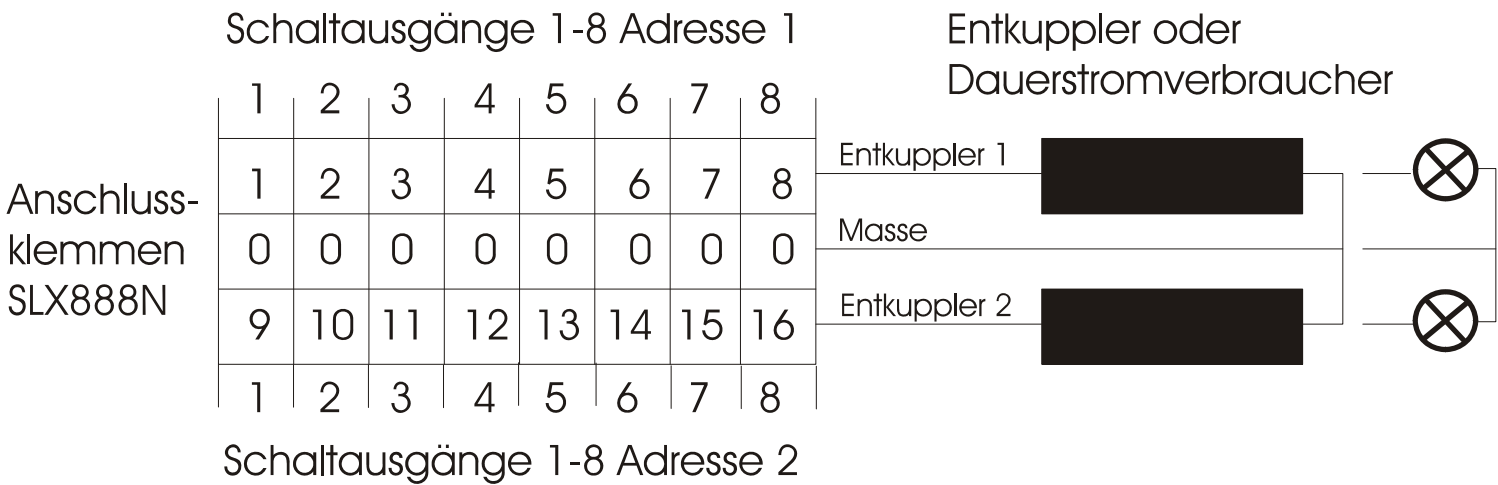 Schaltausgänge 1-8 Adresse 1
Entkuppler oder
Dauerstromverbraucher
1 2 3 4 5 6 7 8
Anschluss-
klemmen
SLX888N
1 2 3 4 5 6 7 8
0 0 0 0 0 0 0 0
9 10 11 12 13 14 15 16
1 2 3 4 5 6 7 8
Entkuppler 1
Masse
Entkuppler 2
Schaltausgänge 1-8 Adresse 2